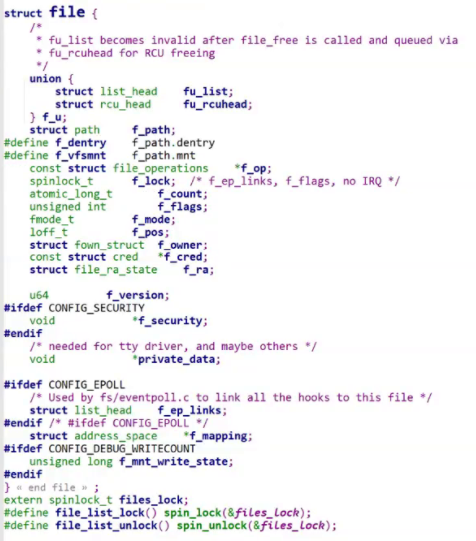 struct file {
/*
* fu_list becomes invalid after file_free is called and queued via
* fu_rcuhead for RCU freeing
*/
union {
struct list_head fu_list;
struct rcu_head fu_rcuhead;
} f_u;
struct path f_path;
#define f_dentry f_path.dentry
#define f_vfsmnt f_path.mnt
const struct file_operations *f_op;
spinlock_t f_lock; /* f_ep_links, f_flags, no IRQ */
atomic_long_t f_count;
unsigned int f_flags;
fmode_t f_mode;
loff_t f_pos;
struct fown_struct f_owner;
const struct cred *f_cred;
struct file_ra_state f_ra;
u64 f_version;
#ifdef CONFIG_SECURITY
void *f_security;
#endif
/* needed for tty driver, and maybe others */
void *private_data;
#ifdef CONFIG_EPOLL
/* Used by fs/eventpoll.c to link all the hooks to this file */
struct list_head f_ep_links;
#endif /* #ifdef CONFIG_EPOLL */
struct address_space *f_mapping;
#ifdef CONFIG_DEBUG_WRITECOUNT
unsigned long f_mnt_write_state;
#endif
} « end file » ;
extern spinlock_t files_lock;
#define file_list_lock() spin_lock(&files_lock);
#define file_list_unlock() spin_unlock(&files_lock);